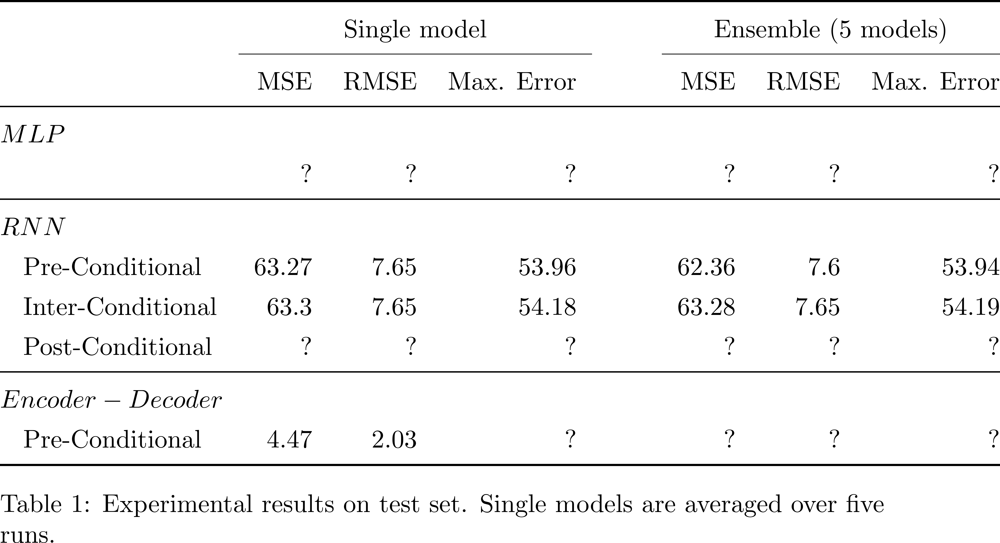 Single model Ensemble (5 models)
MSE RMSE Max. Error MSE RMSE Max. Error
MLP
? ? ? ? ? ?
RNN
Pre-Conditional 63.27 7.65 53.96 62.36 7.6 53.94
Inter-Conditional 63.3 7.65 54.18 63.28 7.65 54.19
Post-Conditional ? ? ? ? ? ?
Encoder − Decoder
Pre-Conditional 4.47 2.03 ? ? ? ?
Table 1: Experimental results on test set. Single models are averaged over five
runs.